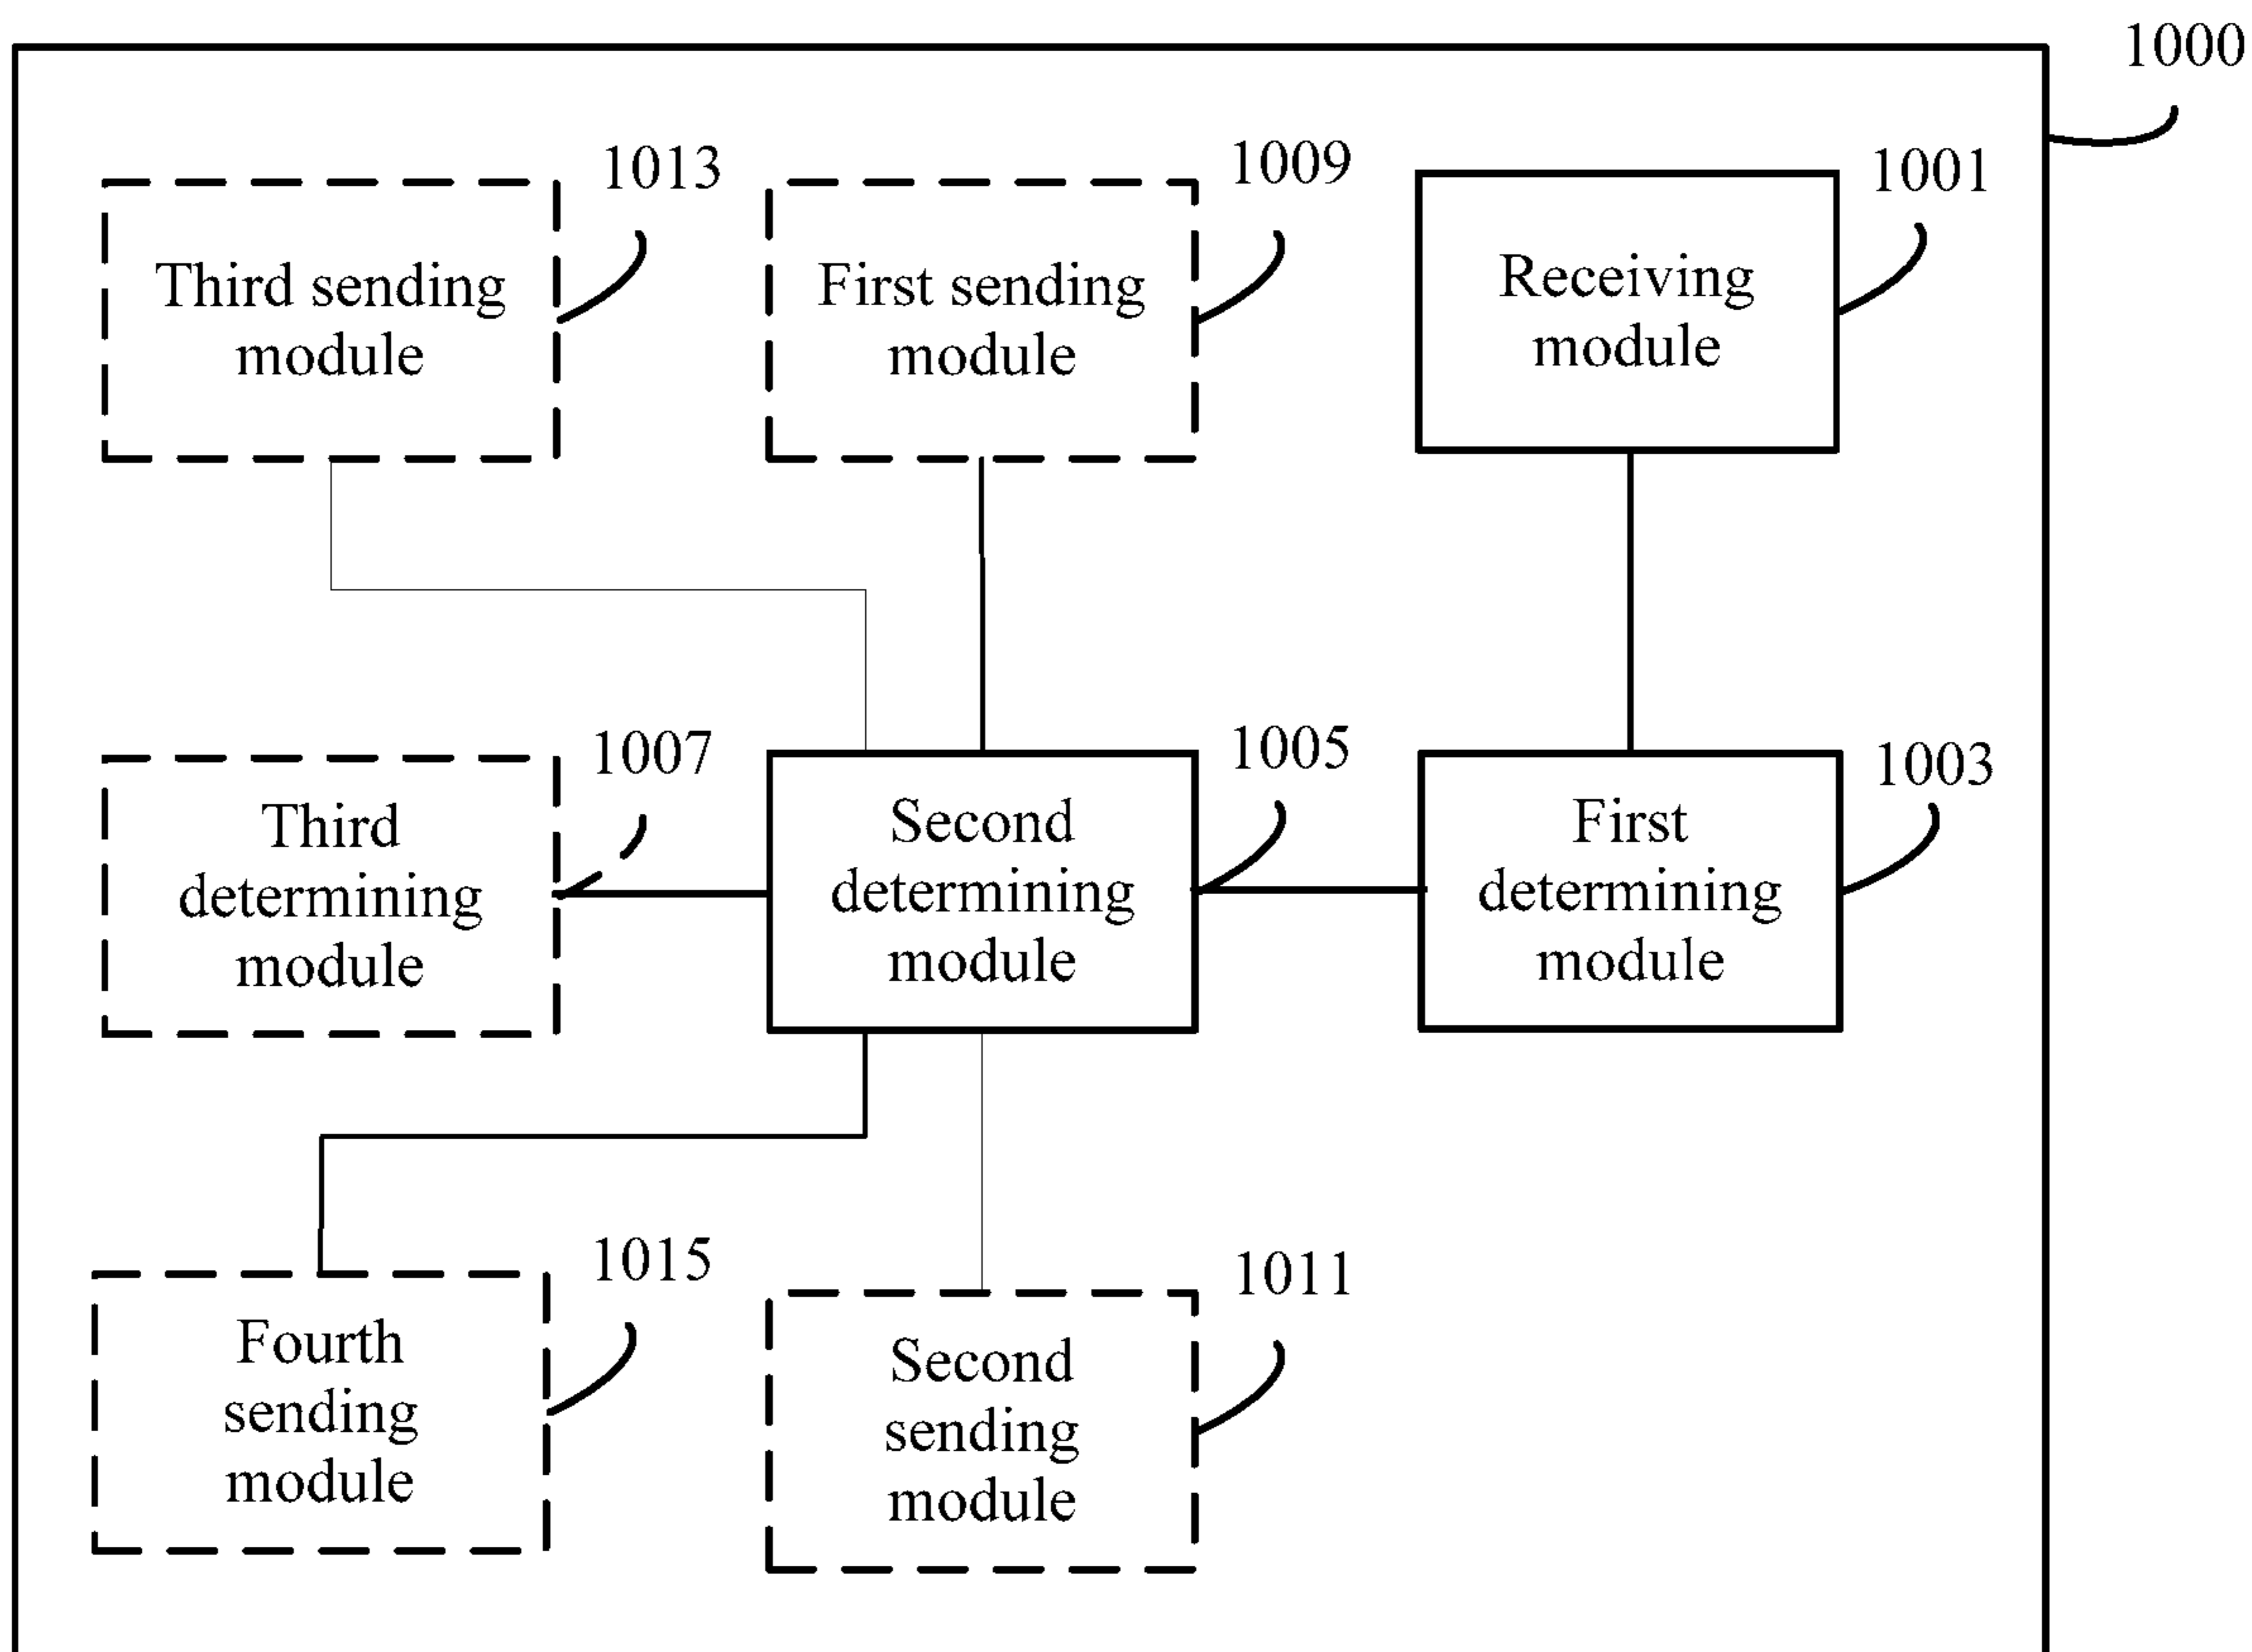 1000
1013
Third sending
module
1009
First sending
module
1001
Receiving
module
1007
Third
determining
module
1005
Second
determining
module
1003
First
determining
module
1015
Fourth
sending
module
1011
Second
sending
module